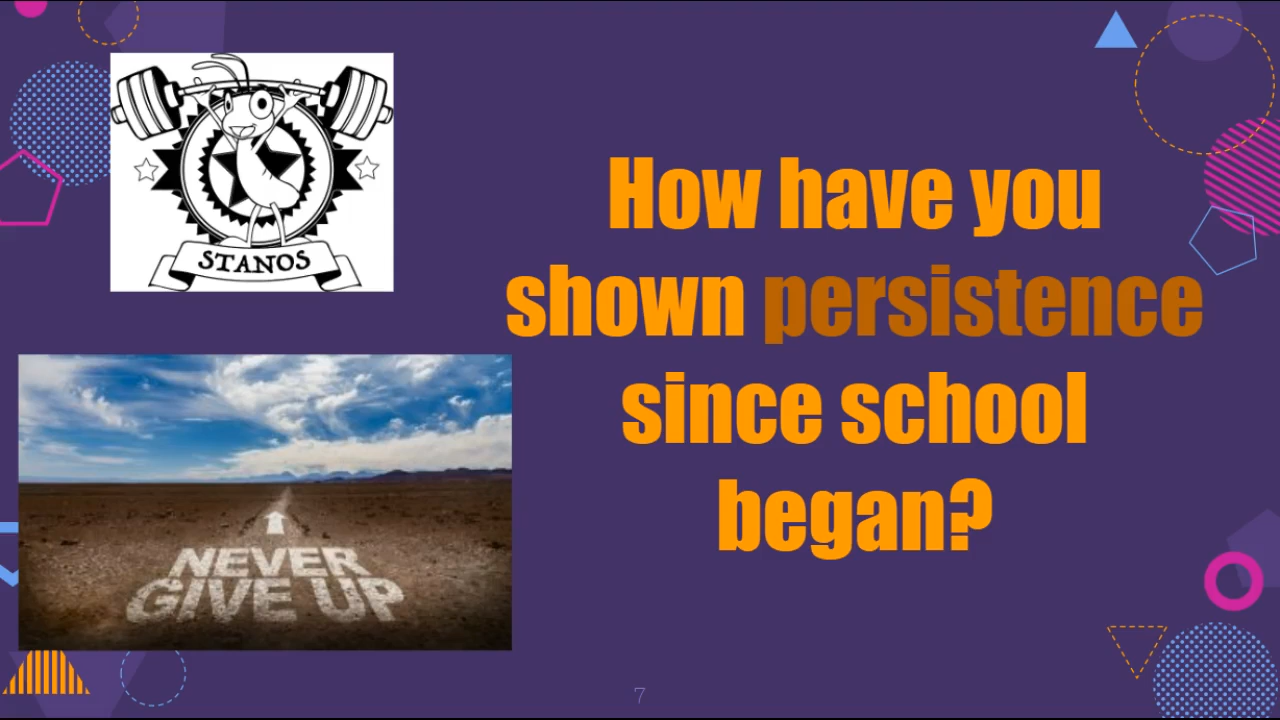 STANOS
How have you
shown persistence
since school
began?
NEVER
GIVE UP
7